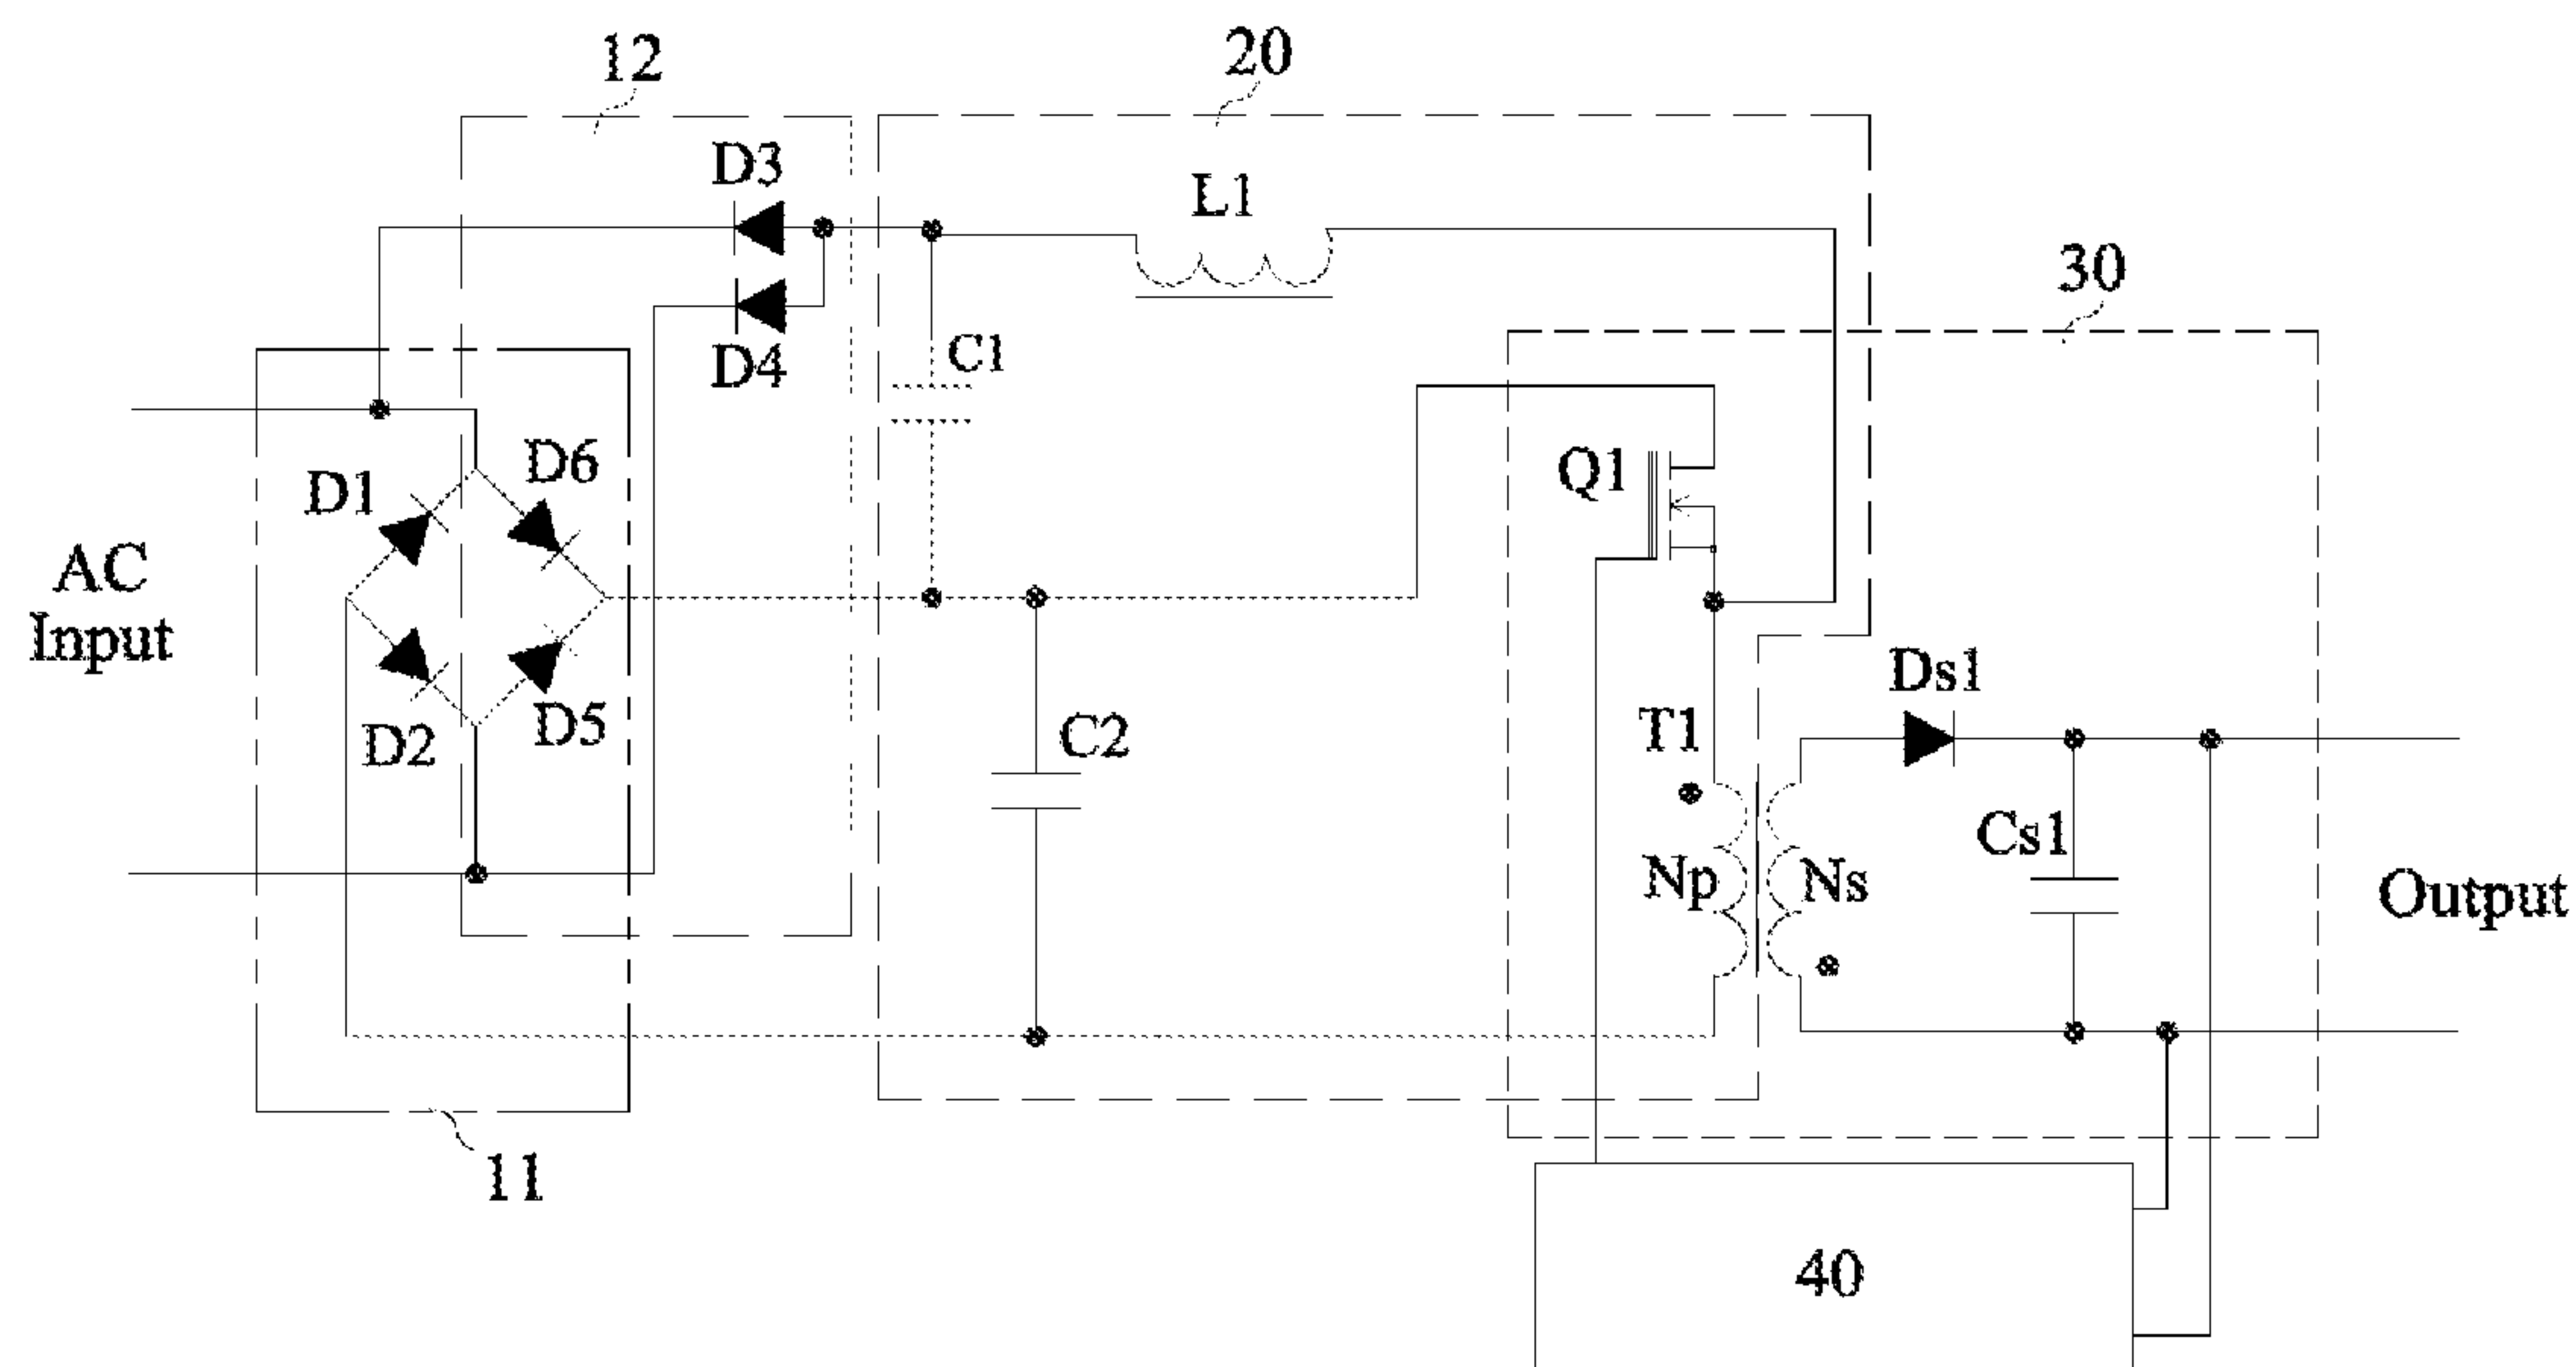 12
20
D3
L1
30
D4
C1
D6
D1
Q1
AC
Input
Ds1
D5
T1
C2
D2
Cs1
Np
Ns
Output
11
40